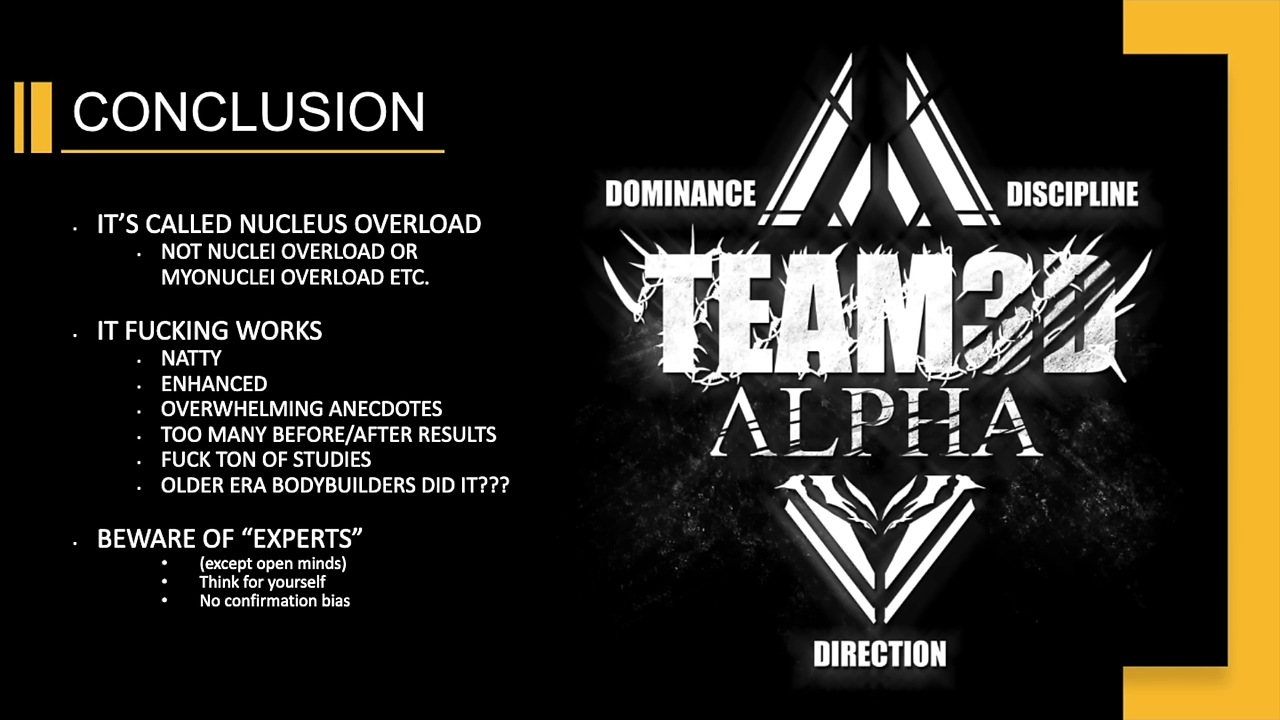 CONCLUSION
IT’S CALLED NUCLEUS OVERLOAD
NOT NUCLEI OVERLOAD OR
MYONUCLEI OVERLOAD ETC.
IT FUCKING WORKS
NATTY
ENHANCED
OVERWHELMING ANECDOTES
TOO MANY BEFORE/AFTER RESULTS
FUCK TON OF STUDIES
OLDER ERA BODYBUILDERS DID IT???
BEWARE OF “EXPERTS”
(except open minds)
Think for yourself
No confirmation bias
DOMINANCE
DISCIPLINE
TEAM3D
ALPHA
DIRECTION